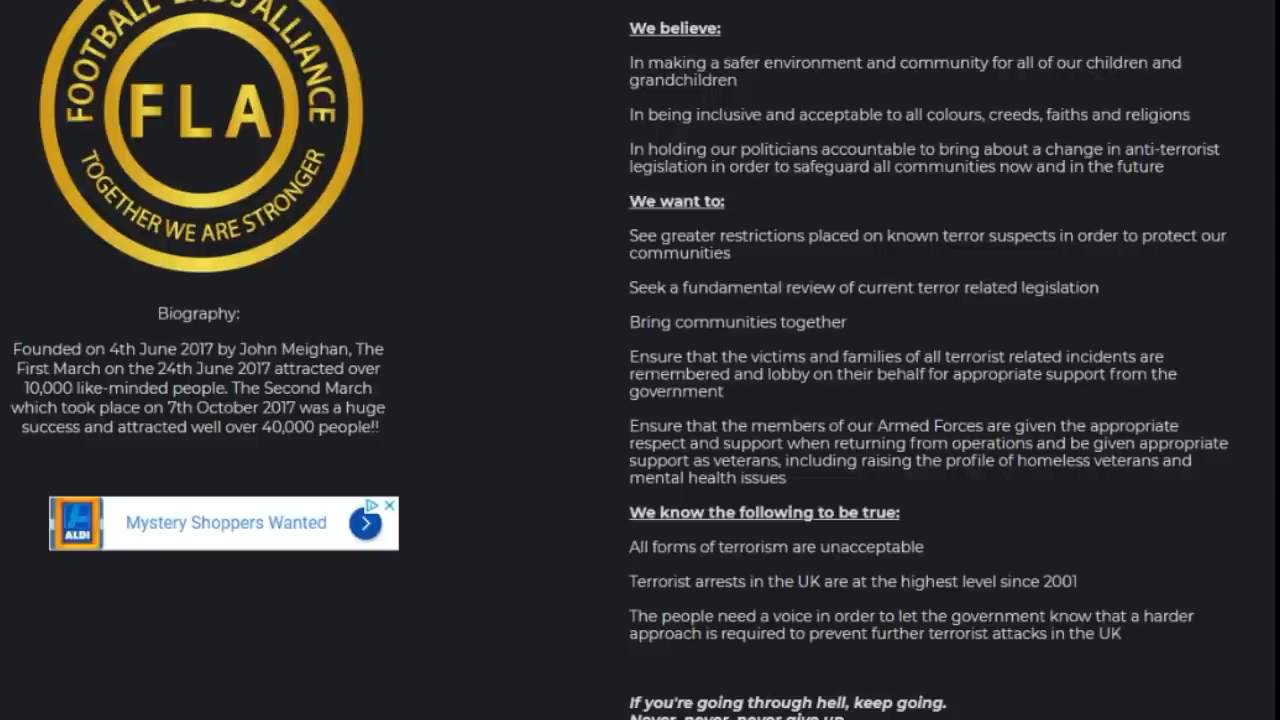 FOOTBALL LADS ALLIANCE
FLA
TOGETHER WE ARE STRONGER
Biography:
Founded on 4th June 2017 by John Meighan, The
First March on the 24th June 2017 attracted over
10,000 like-minded people. The Second March
which took place on 7th October 2017 was a huge
success and attracted well over 40,000 people!!
ALDI
Mystery Shoppers Wanted
We believe:
In making a safer environment and community for all of our children and
grandchildren
In being inclusive and acceptable to all colours, creeds, faiths and religions
In holding our politicians accountable to bring about a change in anti-terrorist
legislation in order to safeguard all communities now and in the future
We want to:
See greater restrictions placed on known terror suspects in order to protect our
communities
Seek a fundamental review of current terror related legislation
Bring communities together
Ensure that the victims and families of all terrorist related incidents are
remembered and lobby on their behalf for appropriate support from the
government
Ensure that the members of our Armed Forces are given the appropriate
respect and support when returning from operations and be given appropriate
support as veterans, including raising the profile of homeless veterans and
mental health issues
We know the following to be true:
All forms of terrorism are unacceptable
Terrorist arrests in the UK are at the highest level since 2001
The people need a voice in order to let the government know that a harder
approach is required to prevent further terrorist attacks in the UK
If you're going through hell, keep going.
Never, never, never give up